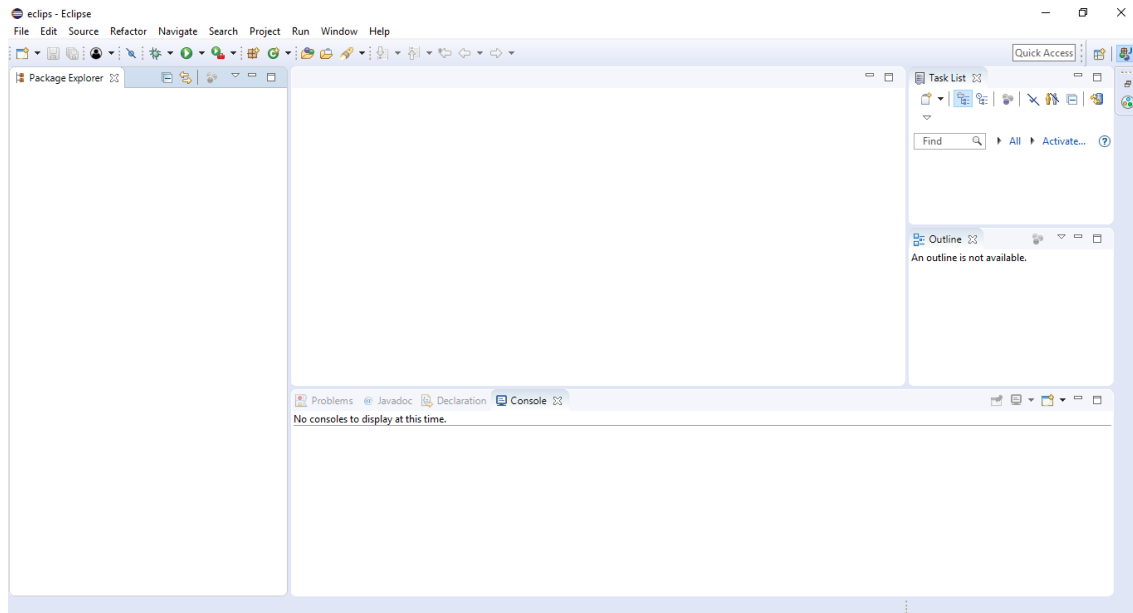 eclips - Eclipse
File Edit Source Refactor Navigate Search Project Run Window Help
Quick Access
Package Explorer
Task List
Find All Activate...
Outline
An outline is not available.
Problems @ Javadoc Declaration Console
No consoles to display at this time.